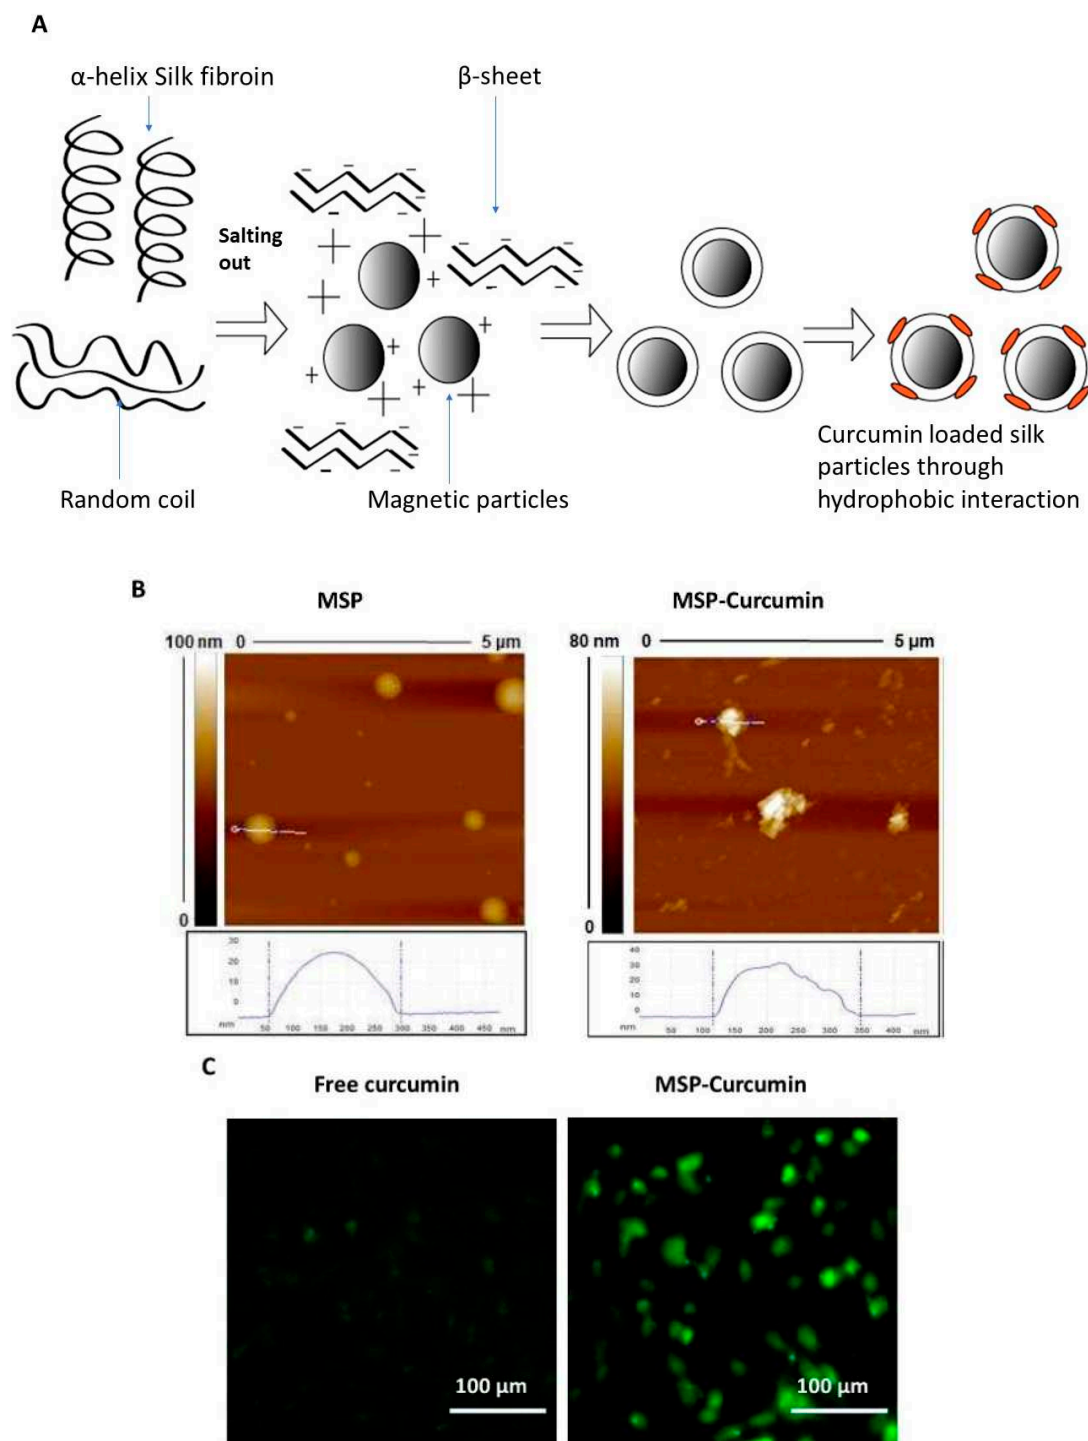 A
α-helix Silk fibroin
β-sheet
Salting
out
Random coil
Magnetic particles
Curcumin loaded silk
particles through
hydrophobic interaction
B
MSP
MSP-Curcumin
100 nm
0
5 µm
80 nm
0
5 µm
0
0
30
20
10
0
nm
50
100
150
200
250
300
350
400
450
nm
40
30
20
10
0
nm
50
100
150
200
250
300
350
400
nm
C
Free curcumin
MSP-Curcumin
100 µm
100 µm